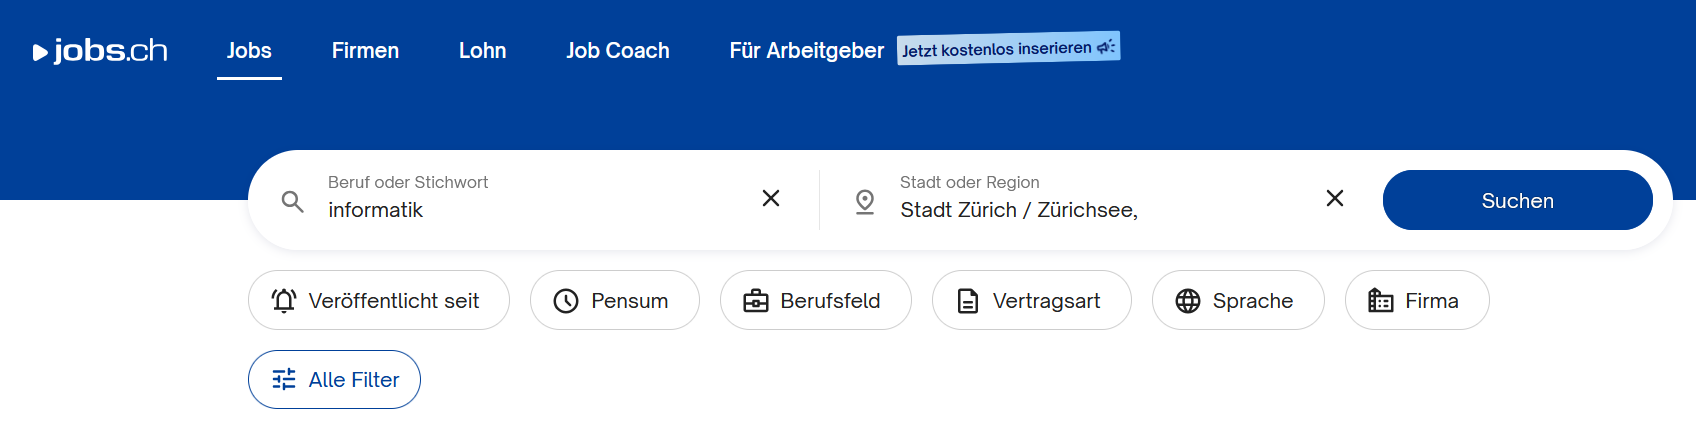 jobs.ch Jobs Firmen Lohn Job Coach Für Arbeitgeber Jetzt kostenlos inserieren
Beruf oder Stichwort
informatik
Stadt oder Region
Stadt Zürich / Zürichsee,
Suchen
Veröffentlicht seit Pensum Berufsfeld Vertragsart Sprache Firma
Alle Filter